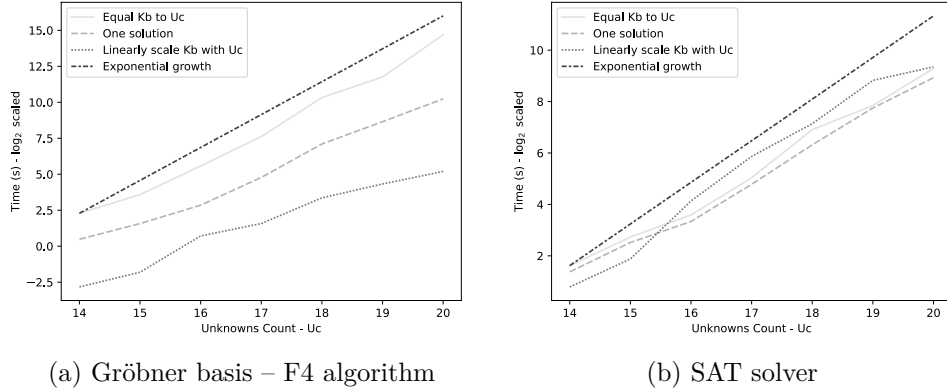 Time (s) - log₂ scaled
16
15.0
12.5
10.0
7.5
5.0
2.5
0.0
−2.5
Equal Kb to Uc
One solution
Linearly scale Kb with Uc
Exponential growth
14 15 16 17 18 19 20
Unknowns Count - Uc
(a) Gröbner basis – F4 algorithm
Time (s) - log₂ scaled
10
8
6
4
2
Equal Kb to Uc
One solution
Linearly scale Kb with Uc
Exponential growth
14 15 16 17 18 19 20
Unknowns Count - Uc
(b) SAT solver